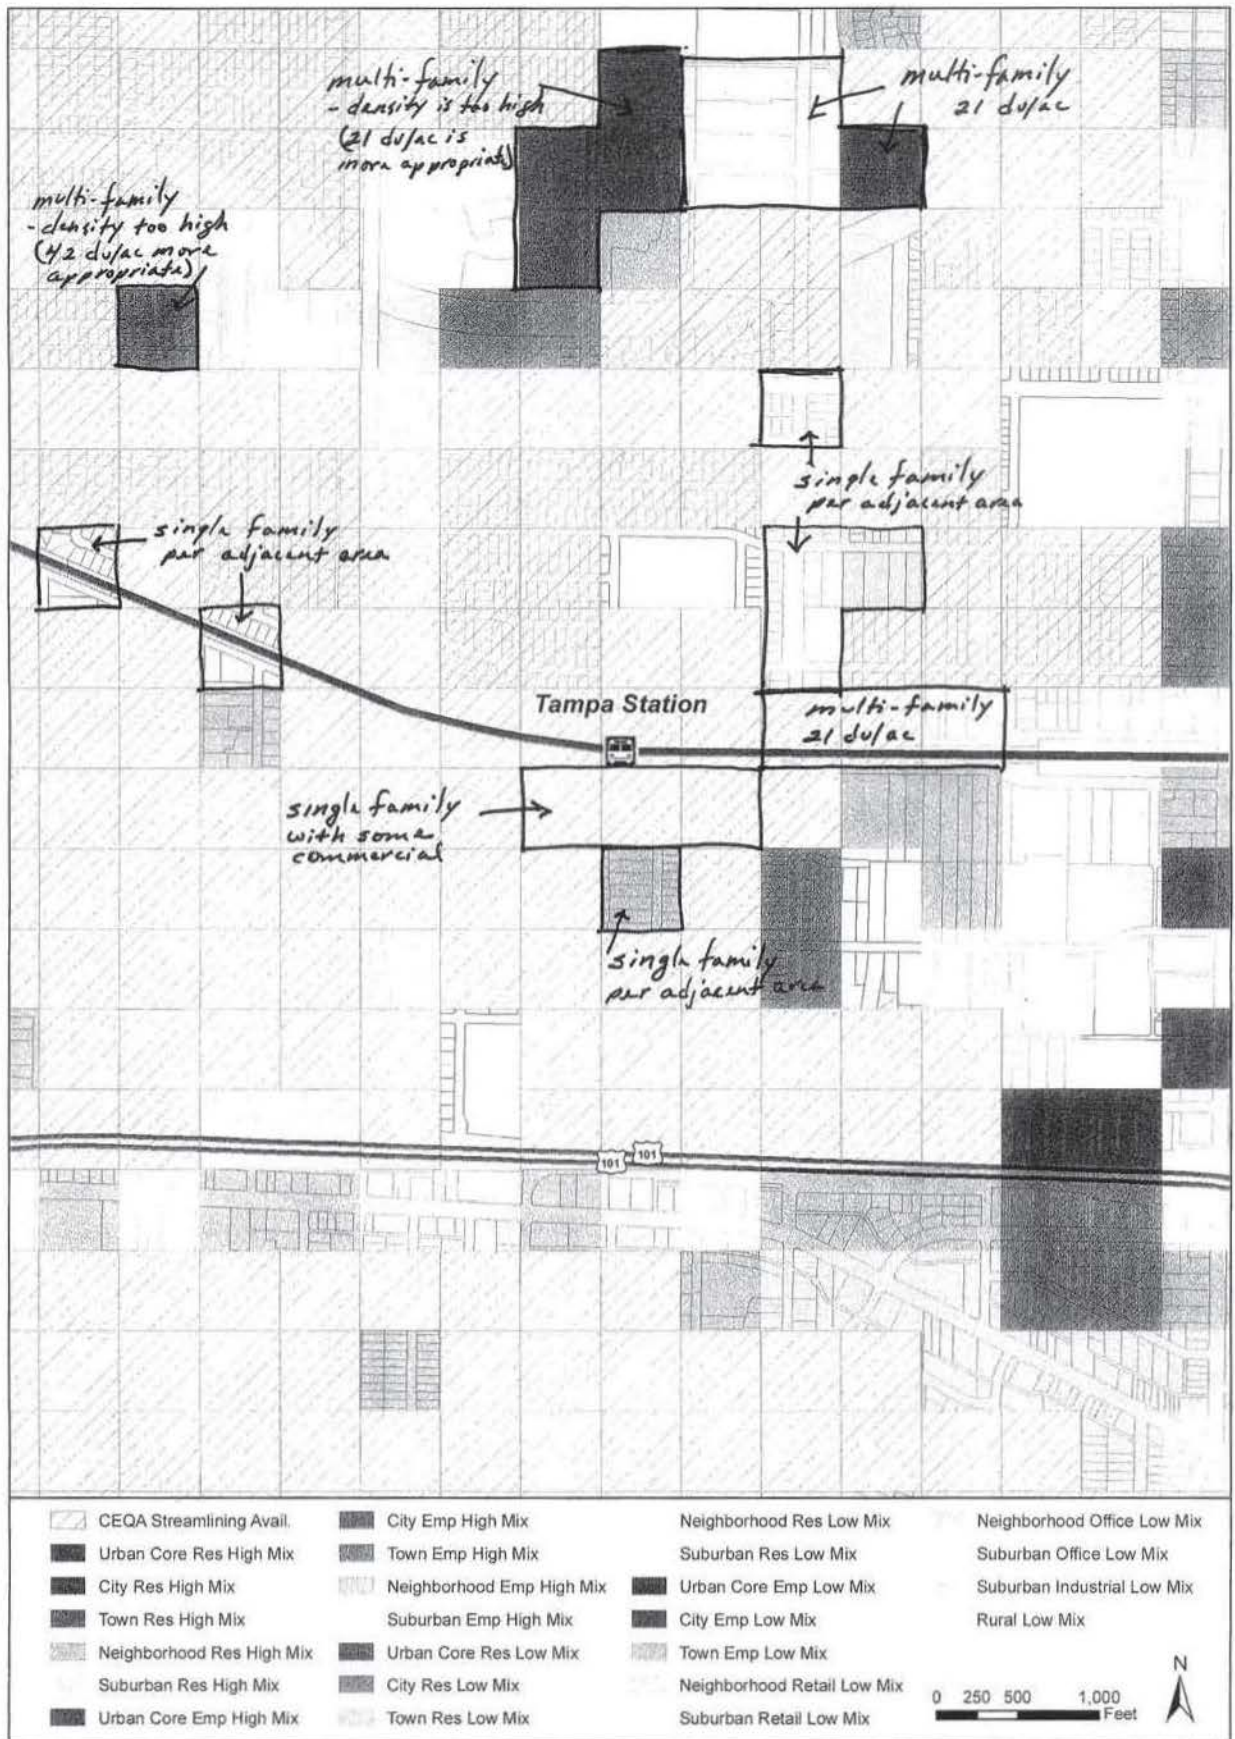 multi-family
- density is too high
(21 du/ac is
more appropriate)
multi-family
21 du/ac
multi-family
- density too high
(42 du/ac more
appropriate)
single family
per adjacent area
single family
per adjacent area
Tampa Station
multi-family
21 du/ac
single family
with some
commercial
single family
per adjacent area
101
101
CEQA Streamlining Avail.
Urban Core Res High Mix
City Res High Mix
Town Res High Mix
Neighborhood Res High Mix
Suburban Res High Mix
Urban Core Emp High Mix
City Emp High Mix
Town Emp High Mix
Neighborhood Emp High Mix
Suburban Emp High Mix
Urban Core Res Low Mix
City Res Low Mix
Town Res Low Mix
Neighborhood Res Low Mix
Suburban Res Low Mix
Urban Core Emp Low Mix
City Emp Low Mix
Town Emp Low Mix
Neighborhood Retail Low Mix
Suburban Retail Low Mix
Neighborhood Office Low Mix
Suburban Office Low Mix
Suburban Industrial Low Mix
Rural Low Mix
N
0 250 500 1,000
Feet